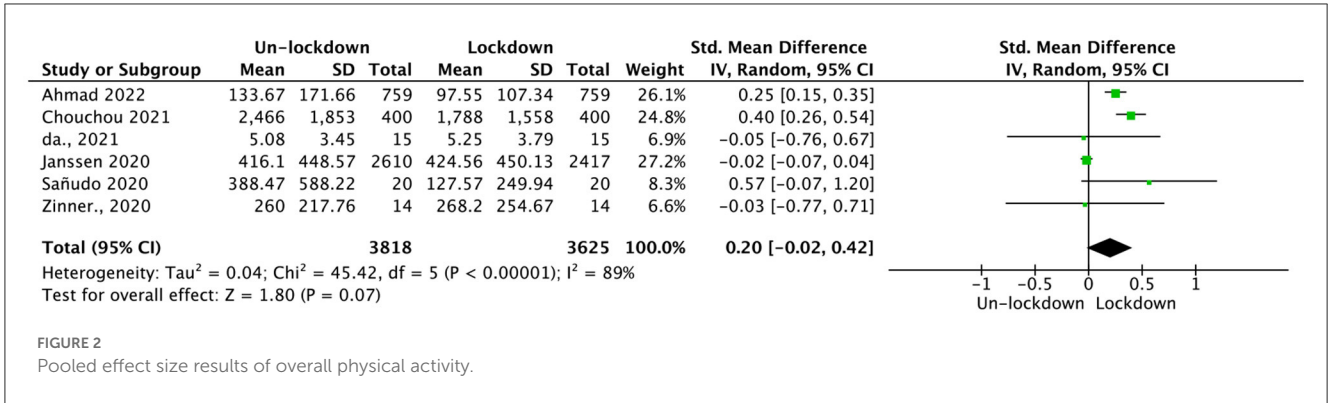 Un-lockdown Lockdown Std. Mean Difference Std. Mean Difference
Study or Subgroup Mean SD Total Mean SD Total Weight IV, Random, 95% CI IV, Random, 95% CI
Ahmad 2022 133.67 171.66 759 97.55 107.34 759 26.1% 0.25 [0.15, 0.35]
Chouchou 2021 2,466 1,853 400 1,788 1,558 400 24.8% 0.40 [0.26, 0.54]
da., 2021 5.08 3.45 15 5.25 3.79 15 6.9% -0.05 [-0.76, 0.67]
Janssen 2020 416.1 448.57 2610 424.56 450.13 2417 27.2% -0.02 [-0.07, 0.04]
Sañudo 2020 388.47 588.22 20 127.57 249.94 20 8.3% 0.57 [-0.07, 1.20]
Zinner., 2020 260 217.76 14 268.2 254.67 14 6.6% -0.03 [-0.77, 0.71]
Total (95% CI) 3818 3625 100.0% 0.20 [-0.02, 0.42]
Heterogeneity: Tau² = 0.04; Chi² = 45.42, df = 5 (P < 0.00001); I² = 89%
Test for overall effect: Z = 1.80 (P = 0.07)
-1 -0.5 0 0.5 1
Un-lockdown Lockdown
FIGURE 2
Pooled effect size results of overall physical activity.